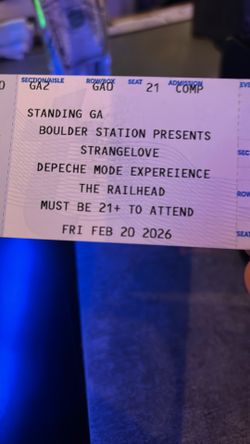 SECTION/AISLE ROW/BOX SEAT ADMISSION
GA2 GA0 21 COMP
STANDING GA
BOULDER STATION PRESENTS
STRANGELOVE
DEPECHE MODE EXPEREIENCE
THE RAILHEAD
MUST BE 21+ TO ATTEND
FRI FEB 20 2026